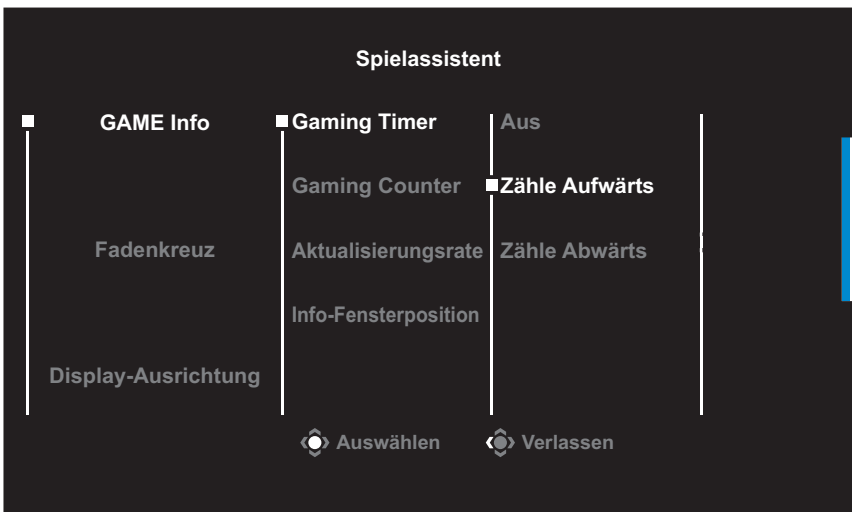 Spielassistent
GAME Info
Gaming Timer
Aus
Gaming Counter
Zähle Aufwärts
Fadenkreuz
Aktualisierungsrate
Zähle Abwärts
Info-Fensterposition
Display-Ausrichtung
Auswählen
Verlassen